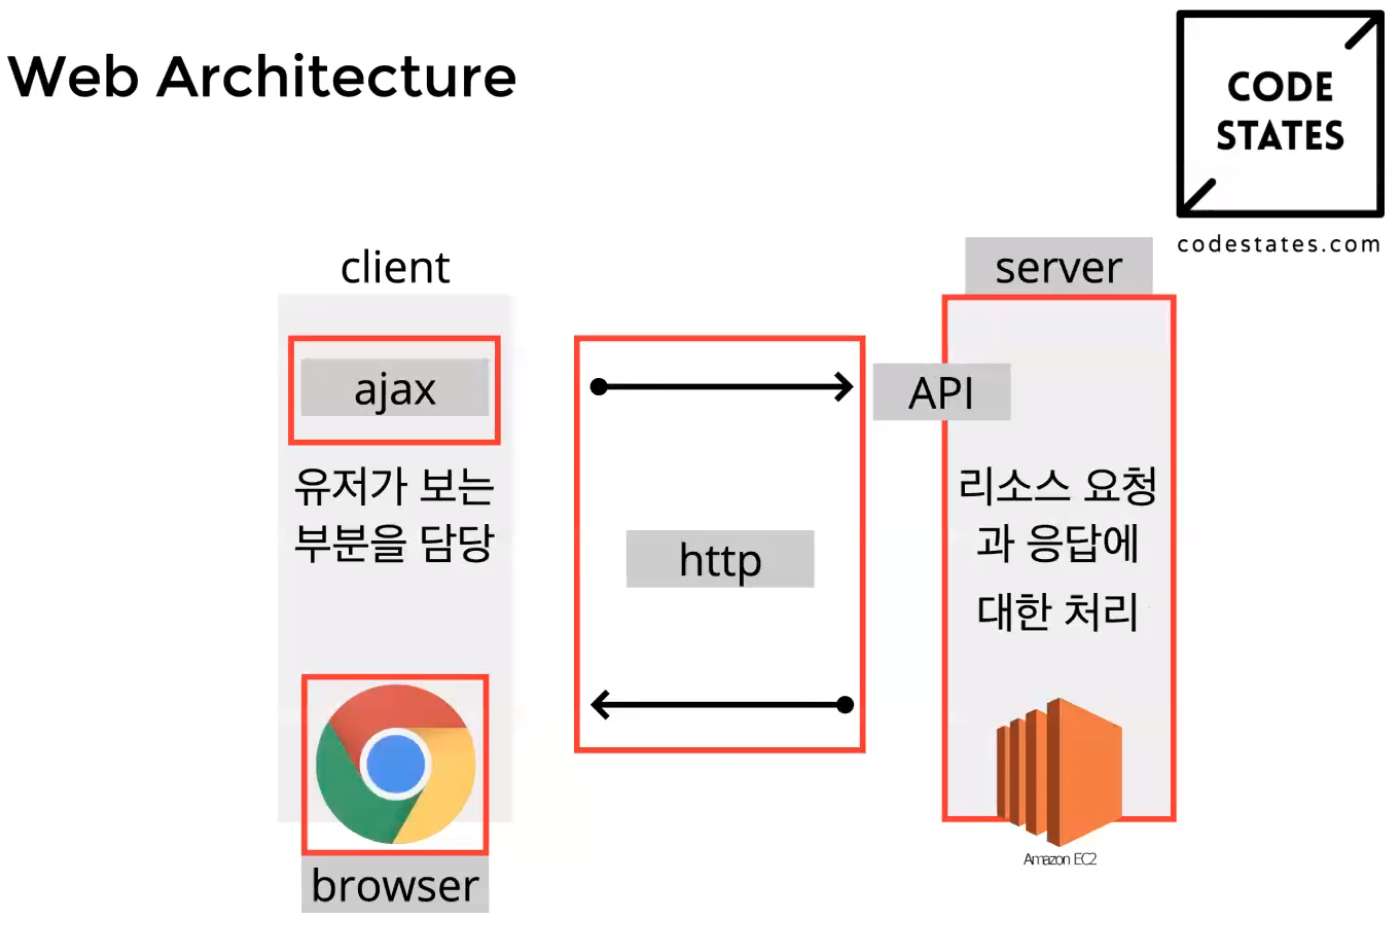 Web Architecture
CODE
STATES
codestates.com
client
server
ajax
API
유저가 보는
부분을 담당
http
리소스 요청
과 응답에
대한 처리
Amazon EC2
browser